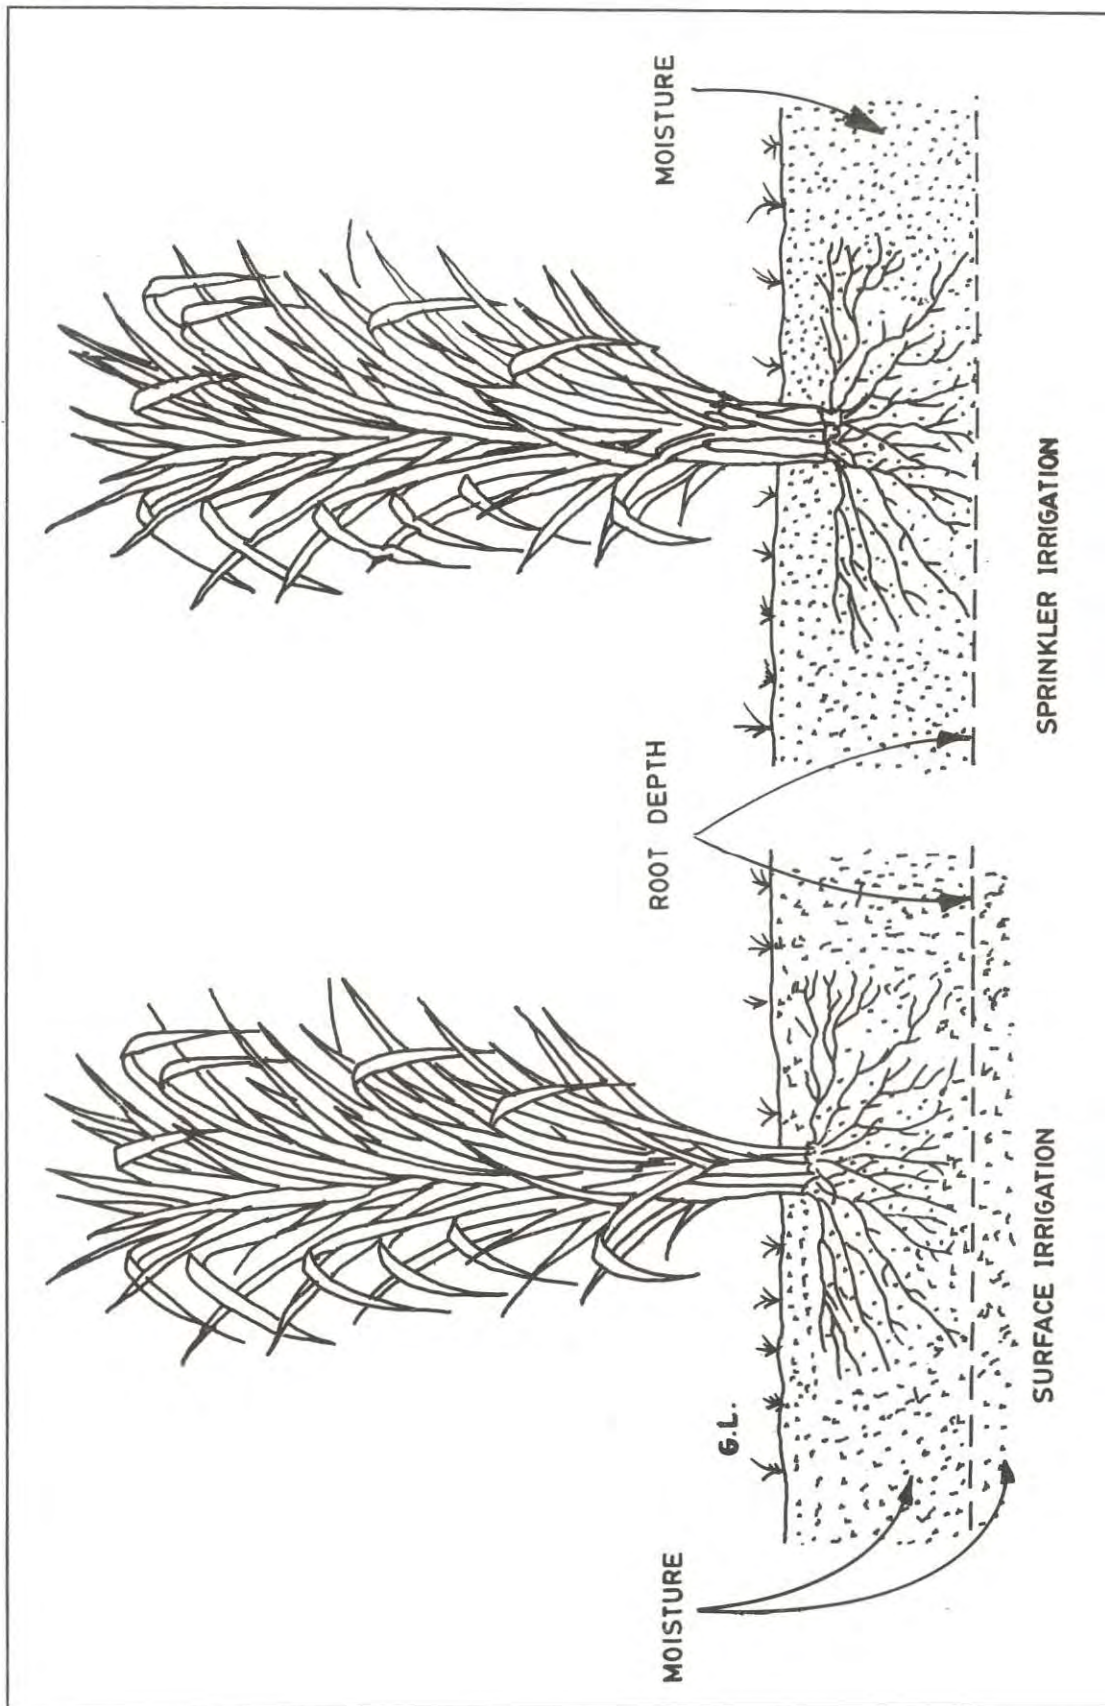 MOISTURE
ROOT DEPTH
MOISTURE
G.L.
SURFACE IRRIGATION
SPRINKLER IRRIGATION